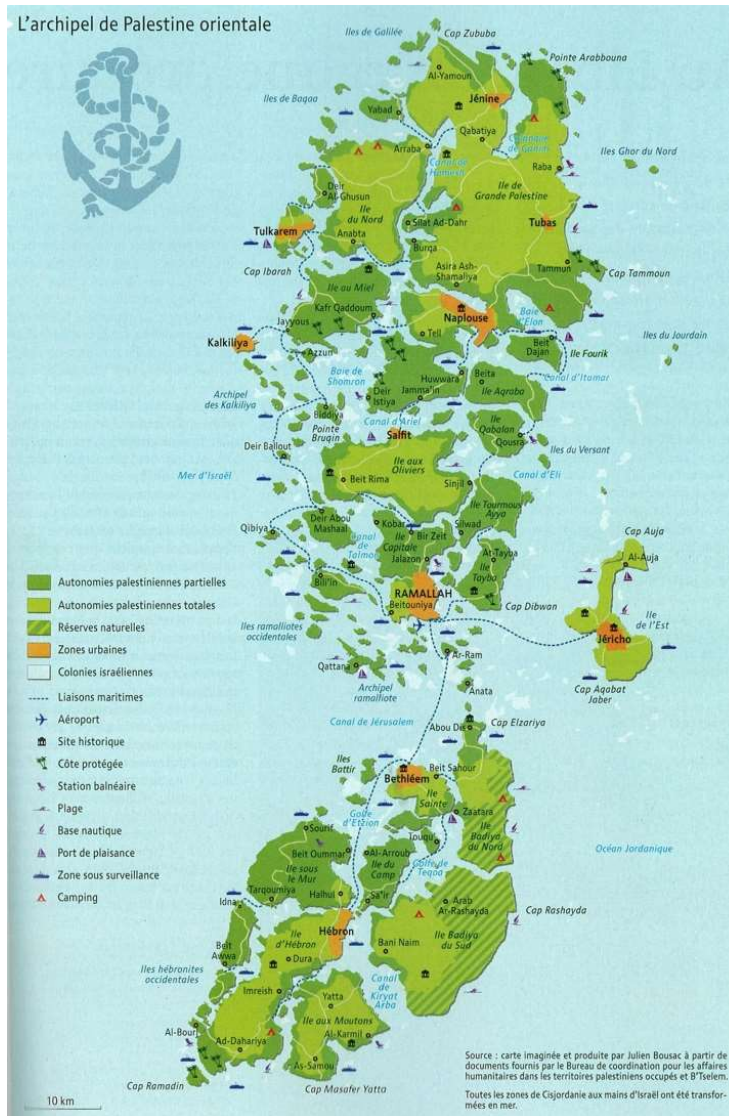 L'archipel de Palestine orientale
Iles de Galilée
Cap Zububa
Pointe Arabbouna
Al-Yamoun
Jénine
Iles de Baqaa
Yabad
Qabatiya
Arraba
Canal de
Homesh
Raba
Iles Ghor du Nord
Deir
Al-Ghusun
Ile
du Nord
Ile de
Grande Palestine
Tulkarem
Anabta
Silat Ad-Dahr
Tubas
Burqa
Cap Ibarah
Asira Ash-
Shamaliya
Tammun
Cap Tammoun
Ile au Miel
Kafr Qaddoum
Naplouse
Baie
d'Elon
Jayyous
Tell
Kalkiliya
Beit
Dajan
Ile Fourik
Iles du Jourdain
Azzun
Baie de
Shomron
Huwwara
Beita
Canal d'Itamar
Deir
Istiya
Jamma'in
Ile Aqraba
Archipel
des Kalkiliya
Biddiya
Pointe
Bruqin
Canal d'Ariel
Salfit
Ile
Qabalan
Qousra
Iles du Versant
Deir Ballout
Ile aux
Oliviers
Mer d'Israël
Beit Rima
Sinjil
Canal d'Eli
Ile Tourmous
Ayya
Deir Abou
Mashaal
Kobar
Silwad
Qibiya
Ile
Capitale
Bir Zeit
Canal
de
Talmon
Jalazon
At-Tayba
Ile
Tayba
Cap Auja
Al-Auja
Bili'in
RAMALLAH
Beitouniya
Cap Dibwan
Ile
de l'Est
Iles ramalliotes
occidentales
Jéricho
Qattana
Ar-Ram
Archipel
ramalliote
Anata
Cap Aqabat
Jaber
Canal de Jérusalem
Abou Dis
Cap Elzariya
Iles
Battir
Bethléem
Beit Sahour
Ile
Sainte
Zaatara
Golfe
d'Etzion
Ile
Badiya
du Nord
Océan Jordanique
Sourif
Touqu'
Beit Oummar
Al-Arroub
Golfe de
Teqoa
Ile sous
le Mur
Ile du
Camp
Tarqoumiya
Halhul
Sa'ir
Idna
Arab
Ar-Rashayda
Cap Rashayda
Hébron
Ile
d'Hébron
Bani Naim
Ile Badiya
du Sud
Beit
Awwa
Dura
Iles hébronites
occidentales
Canal
de
Kiryat
Arba
Imreish
Yatta
Ile aux Moutons
Al-Bourj
Al-Karmil
Ad-Dahariya
As-Samou
Cap Ramadin
Cap Masafer Yatta
Autonomies palestiniennes partielles
Autonomies palestiniennes totales
Réserves naturelles
Zones urbaines
Colonies israéliennes
Liaisons maritimes
Aéroport
Site historique
Côte protégée
Station balnéaire
Plage
Base nautique
Port de plaisance
Zone sous surveillance
Camping
10 km
Source : carte imaginée et produite par Julien Bousac à partir de
documents fournis par le Bureau de coordination pour les affaires
humanitaires dans les territoires palestiniens occupés et B'Tselem.
Toutes les zones de Cisjordanie aux mains d'Israël ont été transfor-
mées en mer.